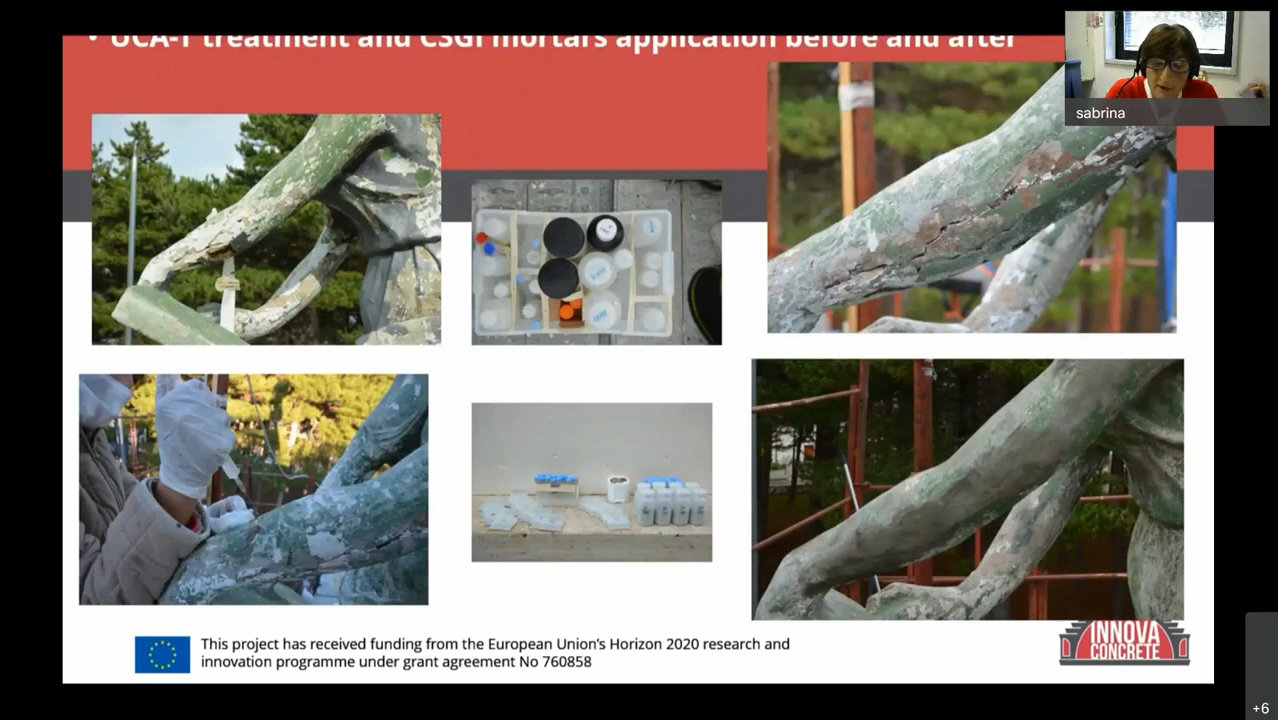 • UCA-T treatment and CSGI mortars application before and after
sabrina
This project has received funding from the European Union's Horizon 2020 research and
innovation programme under grant agreement No 760858
INNOVA
CONCRETE
+6